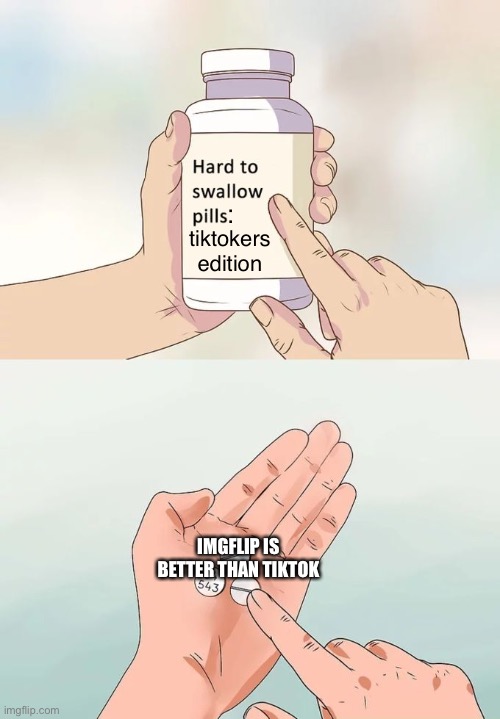 Hard to
swallow
pills:
tiktokers
edition
IMGFLIP IS
BETTER THAN TIKTOK
543
imgflip.com